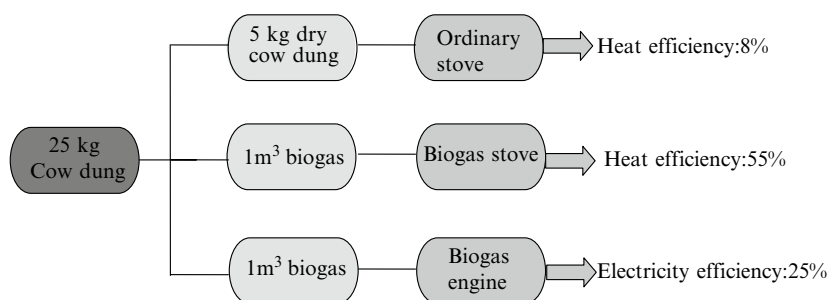 25 kg
Cow dung
5 kg dry
cow dung
Ordinary
stove
Heat efficiency:8%
1m³ biogas
Biogas stove
Heat efficiency:55%
1m³ biogas
Biogas
engine
Electricity efficiency:25%